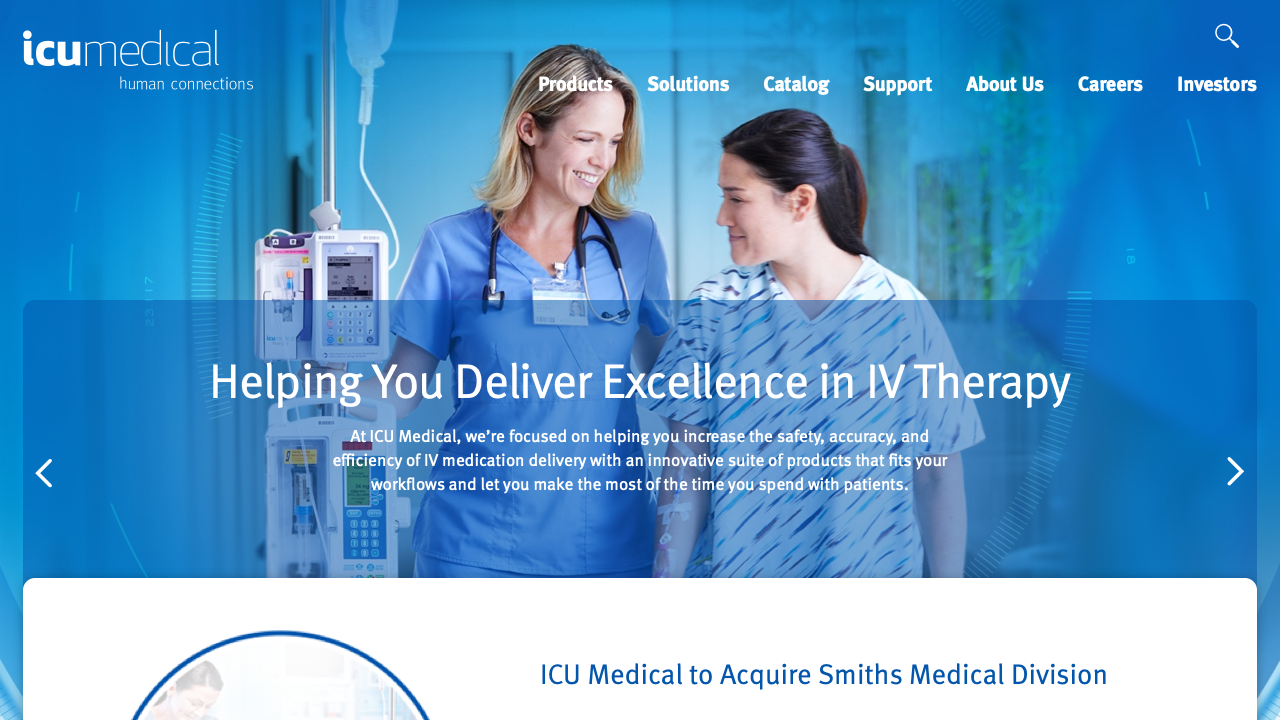 icumedical
human connections
Products Solutions Catalog Support About Us Careers Investors
Helping You Deliver Excellence in IV Therapy
At ICU Medical, we're focused on helping you increase the safety, accuracy, and
efficiency of IV medication delivery with an innovative suite of products that fits your
workflows and let you make the most of the time you spend with patients.
ICU Medical to Acquire Smiths Medical Division